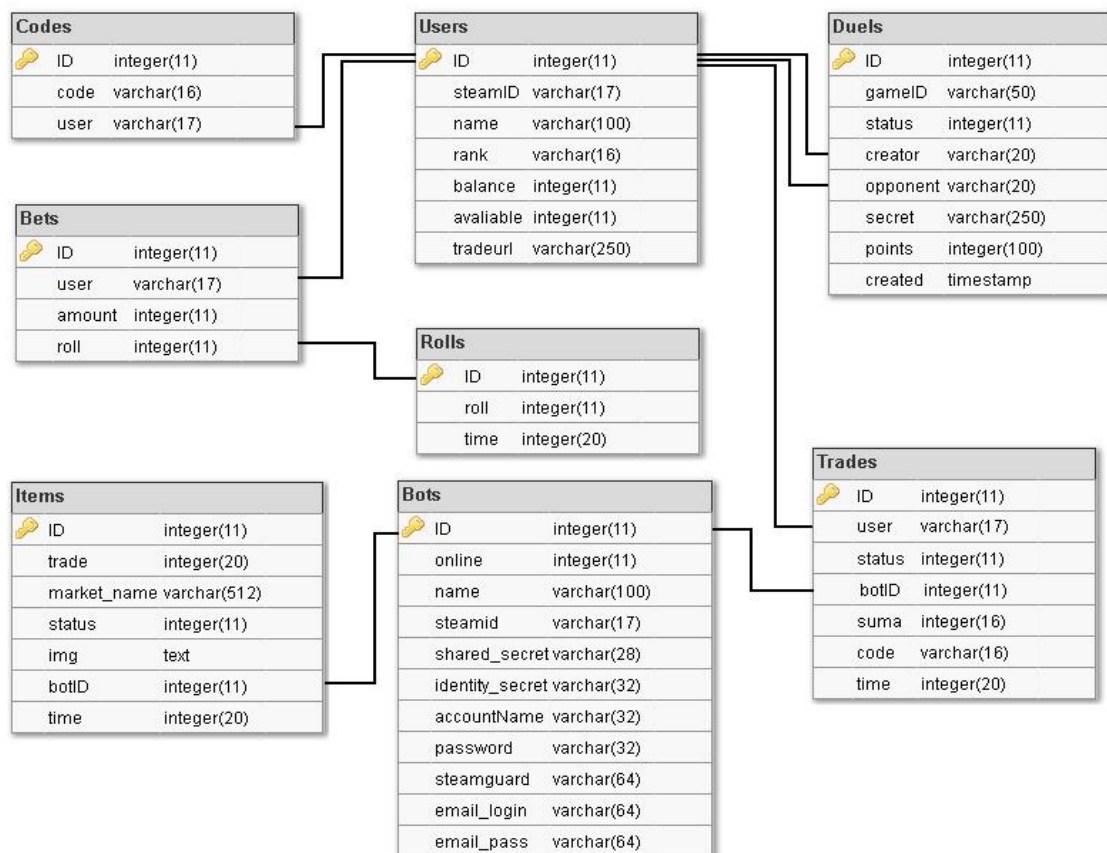 Codes
ID integer(11)
code varchar(16)
user varchar(17)
Users
ID integer(11)
steamID varchar(17)
name varchar(100)
rank varchar(16)
balance integer(11)
avaliable integer(11)
tradeurl varchar(250)
Duels
ID integer(11)
gameID varchar(50)
status integer(11)
creator varchar(20)
opponent varchar(20)
secret varchar(250)
points integer(100)
created timestamp
Bets
ID integer(11)
user varchar(17)
amount integer(11)
roll integer(11)
Rolls
ID integer(11)
roll integer(11)
time integer(20)
Items
ID integer(11)
trade integer(20)
market_name varchar(512)
status integer(11)
img text
botID integer(11)
time integer(20)
Bots
ID integer(11)
online integer(11)
name varchar(100)
steamid varchar(17)
shared_secret varchar(28)
identity_secret varchar(32)
accountName varchar(32)
password varchar(32)
steamguard varchar(64)
email_login varchar(64)
email_pass varchar(64)
Trades
ID integer(11)
user varchar(17)
status integer(11)
botID integer(11)
suma integer(16)
code varchar(16)
time integer(20)